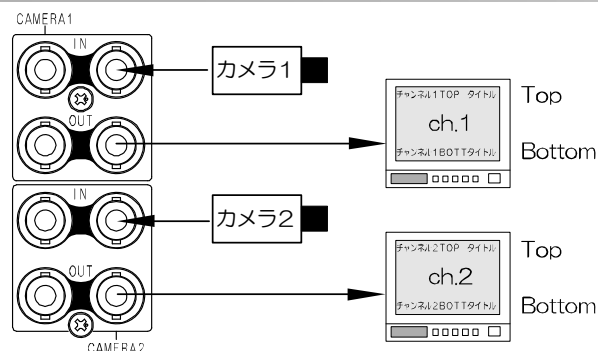 CAMERA1
IN
カメラ1
OUT
チャンネル1TOP タイトル
Top
ch.1
チャンネル1BOTTタイトル
Bottom
IN
カメラ2
OUT
チャンネル2TOP タイトル
Top
ch.2
チャンネル2BOTTタイトル
Bottom
CAMERA2